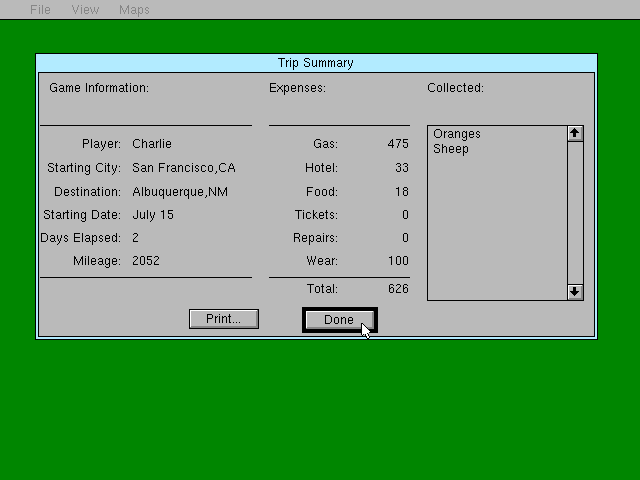 File View Maps
Trip Summary
Game Information:
Player: Charlie
Starting City: San Francisco,CA
Destination: Albuquerque,NM
Starting Date: July 15
Days Elapsed: 2
Mileage: 2052
Expenses:
Gas: 475
Hotel: 33
Food: 18
Tickets: 0
Repairs: 0
Wear: 100
Total: 626
Collected:
Oranges
Sheep
Print...
Done